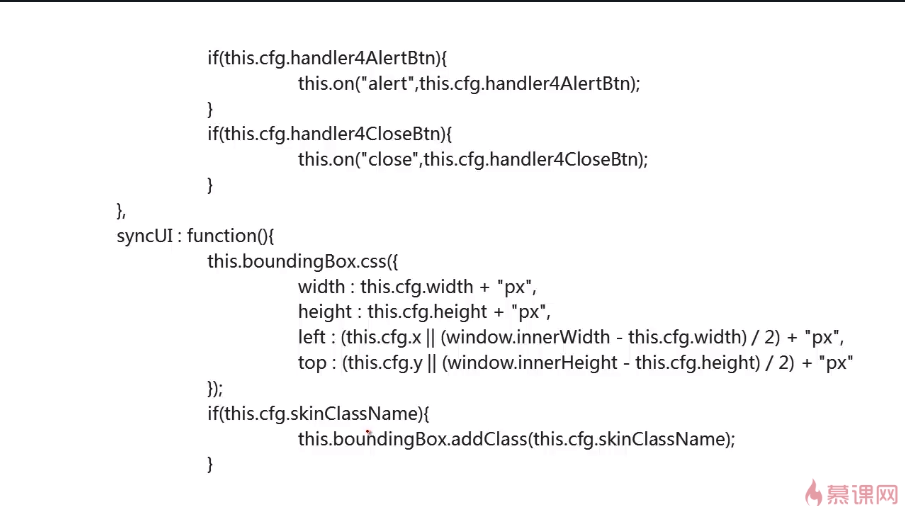 if(this.cfg.handler4AlertBtn){
this.on("alert",this.cfg.handler4AlertBtn);
}
if(this.cfg.handler4CloseBtn){
this.on("close",this.cfg.handler4CloseBtn);
}
},
syncUI : function(){
this.boundingBox.css({
width : this.cfg.width + "px",
height : this.cfg.height + "px",
left : (this.cfg.x || (window.innerWidth - this.cfg.width) / 2) + "px",
top : (this.cfg.y || (window.innerHeight - this.cfg.height) / 2) + "px"
});
if(this.cfg.skinClassName){
this.boundingBox.addClass(this.cfg.skinClassName);
}
慕课网